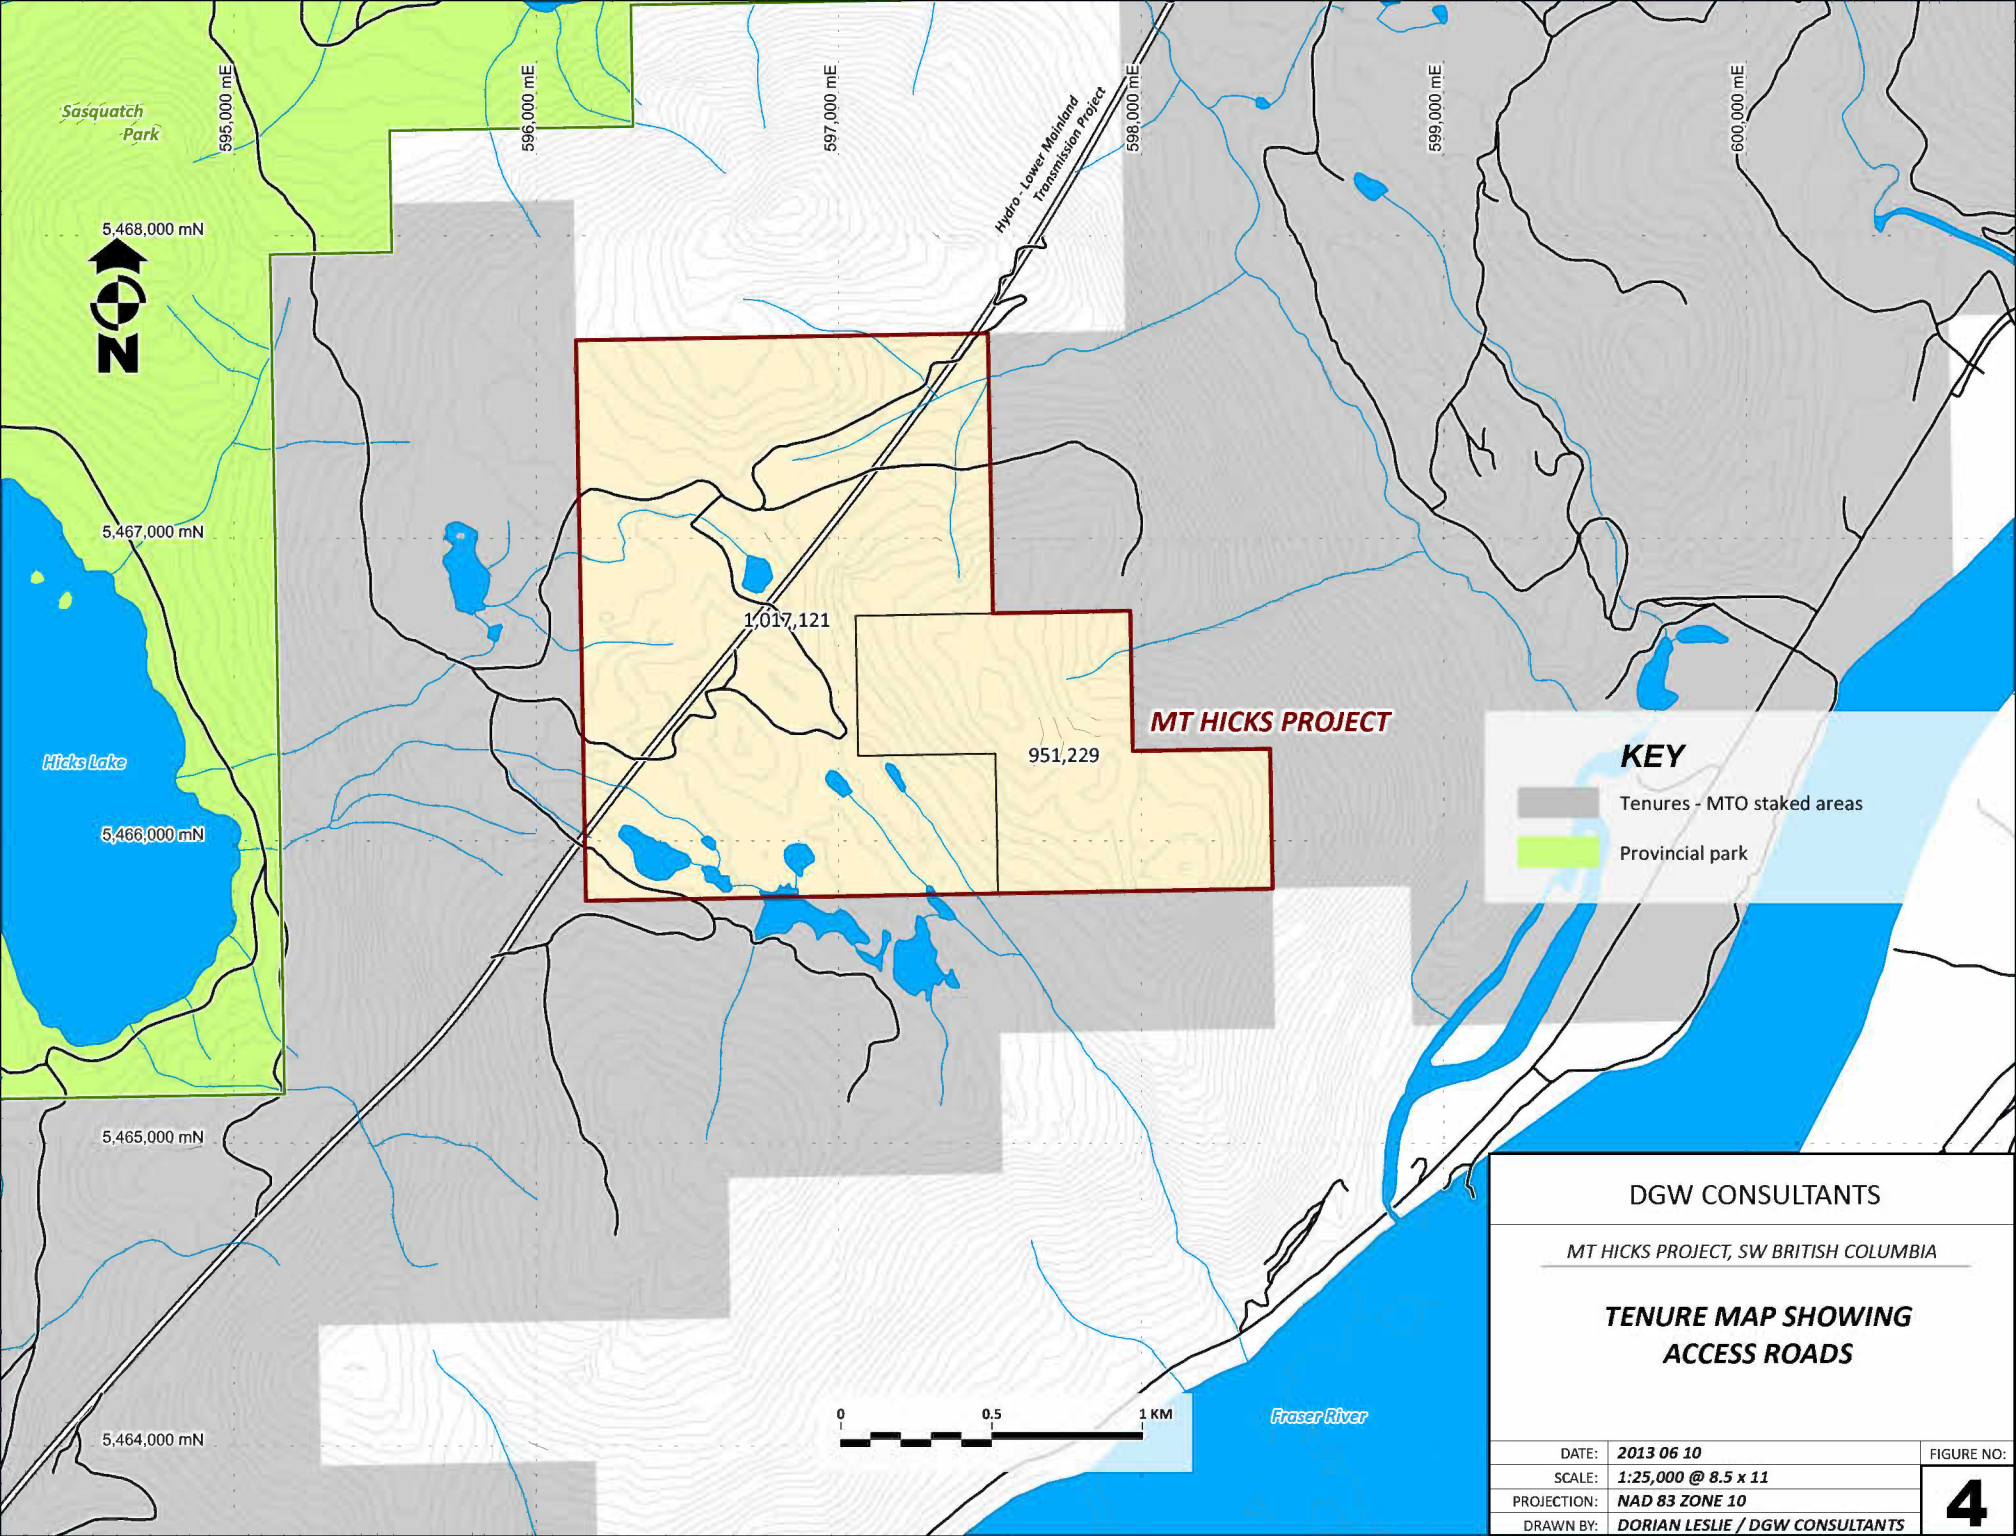 595,000 mE
596,000 mE
597,000 mE
598,000 mE
599,000 mE
600,000 mE
Sasquatch
Park
Hydro - Lower Mainland
Transmission Project
5,468,000 mN
N
5,467,000 mN
1,017,121
MT HICKS PROJECT
951,229
Hicks Lake
5,466,000 mN
KEY
Tenures - MTO staked areas
Provincial park
5,465,000 mN
5,464,000 mN
0 0.5 1 KM
Fraser River
DGW CONSULTANTS
MT HICKS PROJECT, SW BRITISH COLUMBIA
TENURE MAP SHOWING
ACCESS ROADS
DATE: 2013 06 10
SCALE: 1:25,000 @ 8.5 x 11
PROJECTION: NAD 83 ZONE 10
DRAWN BY: DORIAN LESLIE / DGW CONSULTANTS
FIGURE NO:
4